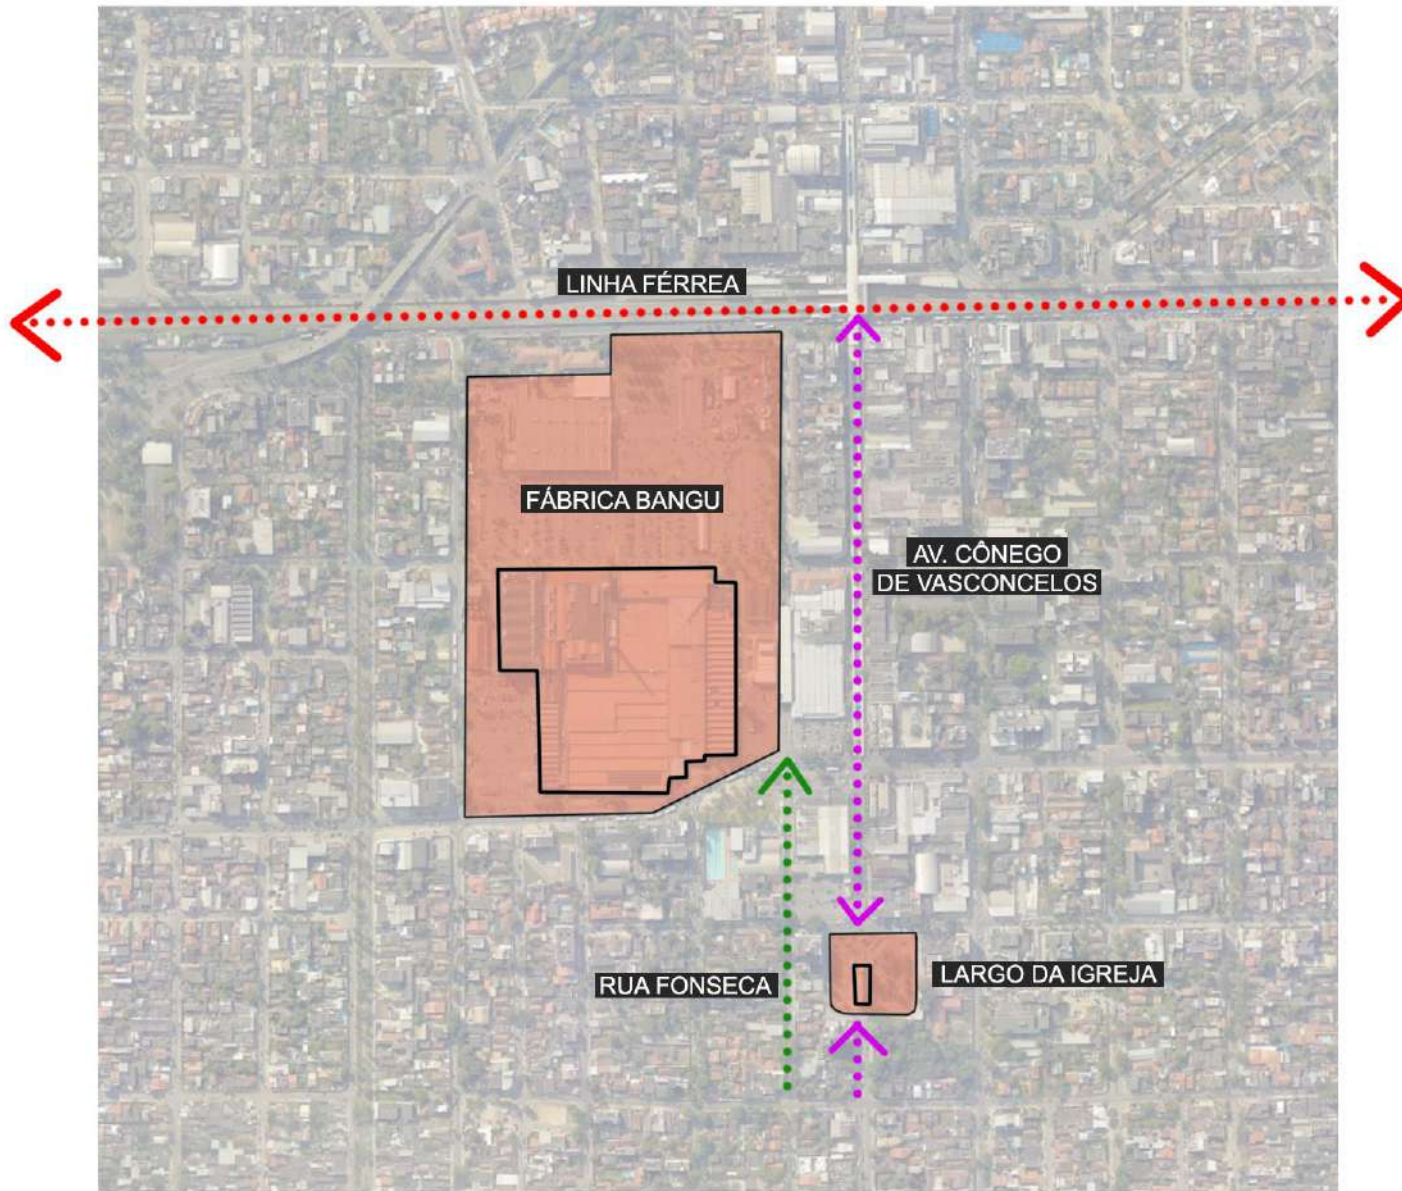 LINHA FÉRREA
FÁBRICA BANGU
AV. CÔNEGO
DE VASCONCELOS
RUA FONSECA
LARGO DA IGREJA